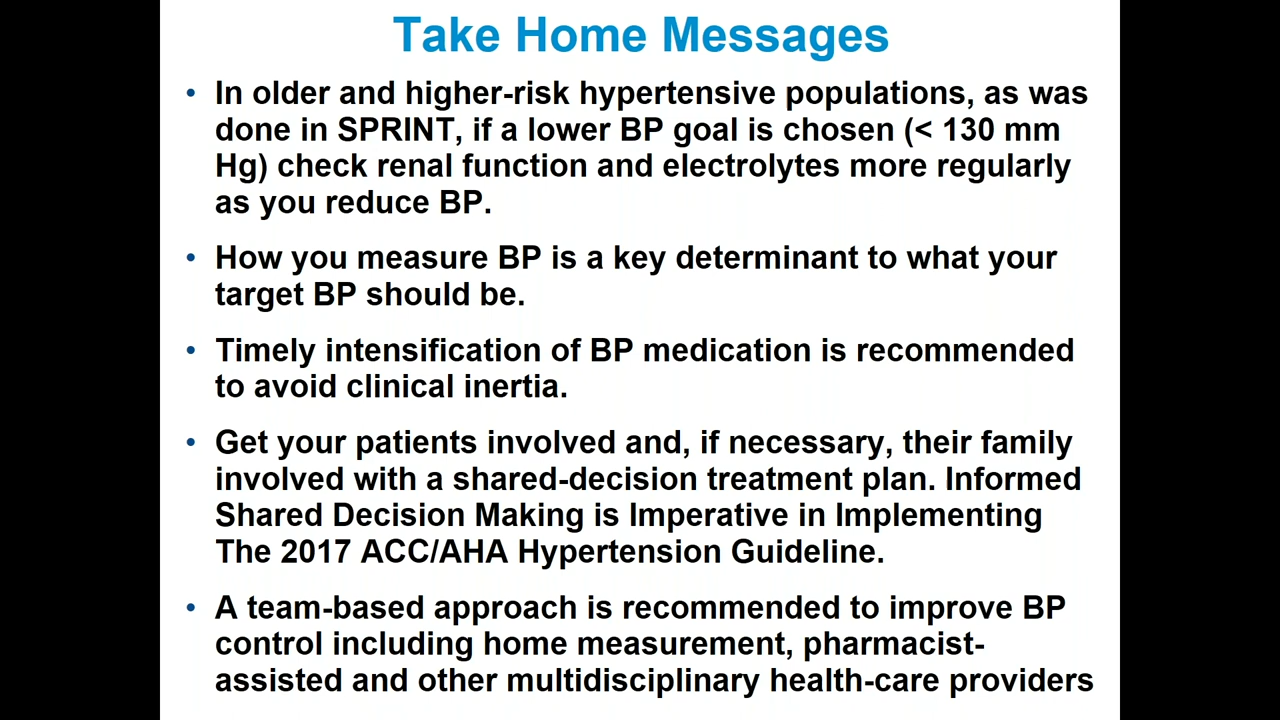 Take Home Messages
• In older and higher-risk hypertensive populations, as was
done in SPRINT, if a lower BP goal is chosen (< 130 mm
Hg) check renal function and electrolytes more regularly
as you reduce BP.
• How you measure BP is a key determinant to what your
target BP should be.
• Timely intensification of BP medication is recommended
to avoid clinical inertia.
• Get your patients involved and, if necessary, their family
involved with a shared-decision treatment plan. Informed
Shared Decision Making is Imperative in Implementing
The 2017 ACC/AHA Hypertension Guideline.
• A team-based approach is recommended to improve BP
control including home measurement, pharmacist-
assisted and other multidisciplinary health-care providers